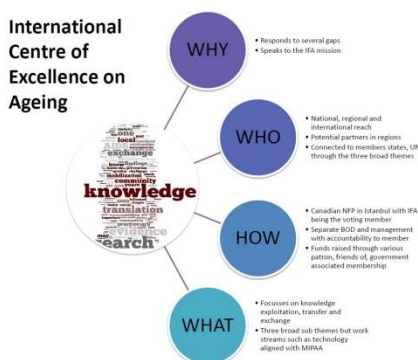 International
Centre of
Excellence on
Ageing
WHY
• Responds to several gaps
• Speaks to the IFA mission
WHO
• National, regional and
international reach
• Potential partners in regions
• Connected to members states, UN
through the three broad themes
HOW
• Canadian NFP in Istanbul with IFA
being the voting member
• Separate BOD and management
with accountability to member
• Funds raised through various
patron, friends of, government
associated membership
WHAT
• Focusses on knowledge
exploitation, transfer and
exchange
• Three broad sub themes but work
streams such as technology
aligned with MIPAA
one
local
exchange
findings
mobilization
community
knowledge
translation
evidence